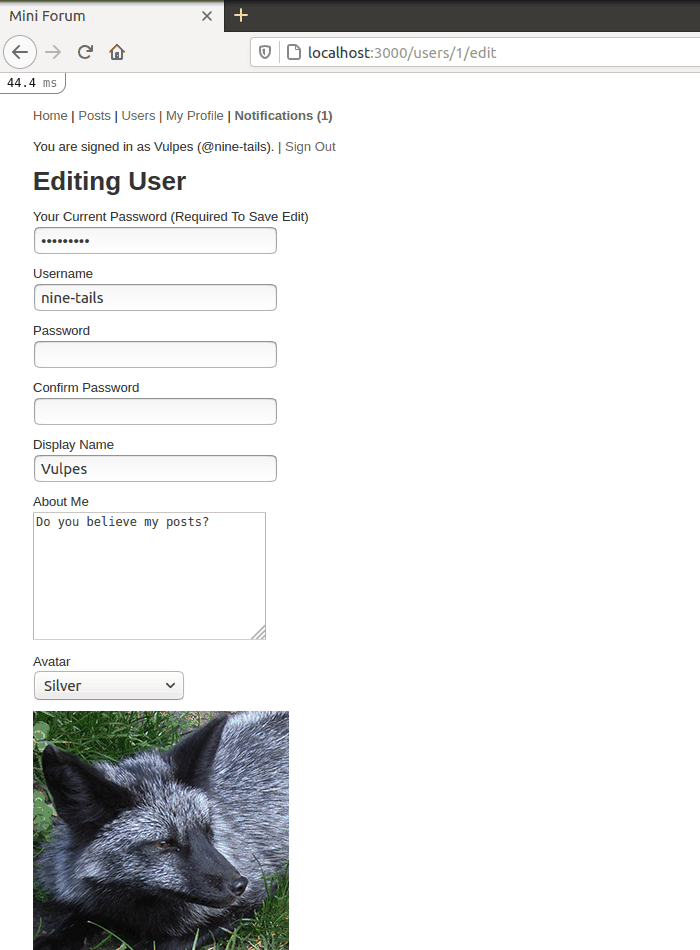 Mini Forum
localhost:3000/users/1/edit
44.4 ms
Home | Posts | Users | My Profile | Notifications (1)
You are signed in as Vulpes (@nine-tails). | Sign Out
Editing User
Your Current Password (Required To Save Edit)
•••••••••
Username
nine-tails
Password
Confirm Password
Display Name
Vulpes
About Me
Do you believe my posts?
Avatar
Silver